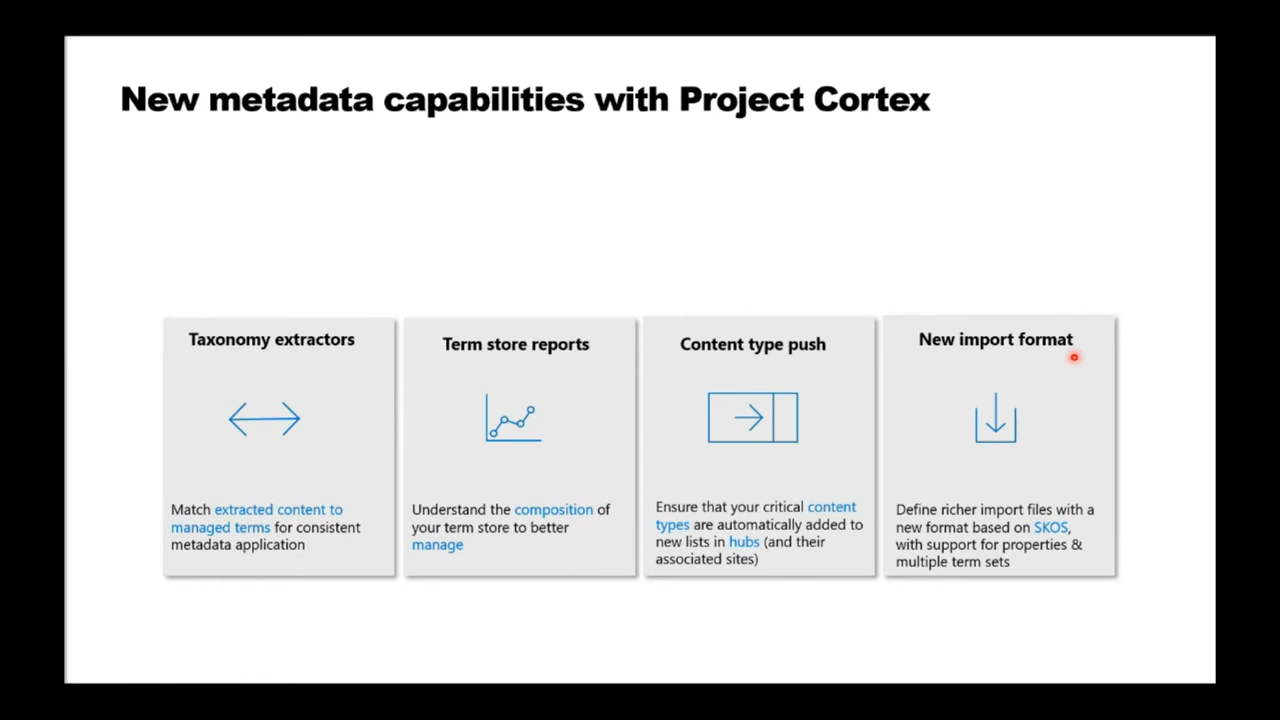 New metadata capabilities with Project Cortex
Taxonomy extractors
Match extracted content to
managed terms for consistent
metadata application
Term store reports
Understand the composition of
your term store to better
manage
Content type push
Ensure that your critical content
types are automatically added to
new lists in hubs (and their
associated sites)
New import format
Define richer import files with a
new format based on SKOS,
with support for properties &
multiple term sets